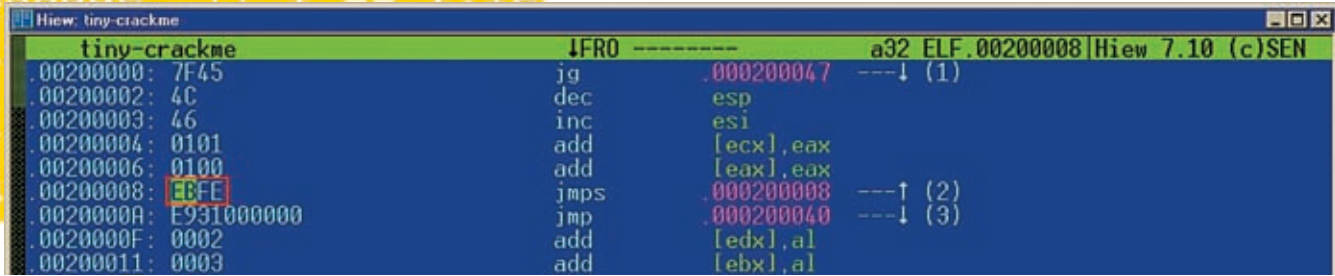 Hiew: tiny-crackme
tiny-crackme ↓FRO -------- a32 ELF.00200008|Hiew 7.10 (c)SEN
.00200000: 7F45 jg .000200047 ---↓ (1)
.00200002: 4C dec esp
.00200003: 46 inc esi
.00200004: 0101 add [ecx],eax
.00200006: 0100 add [eax],eax
.00200008: EBFE jmps .000200008 ---↑ (2)
.0020000A: E931000000 jmp .000200040 ---↓ (3)
.0020000F: 0002 add [edx],al
.00200011: 0003 add [ebx],al